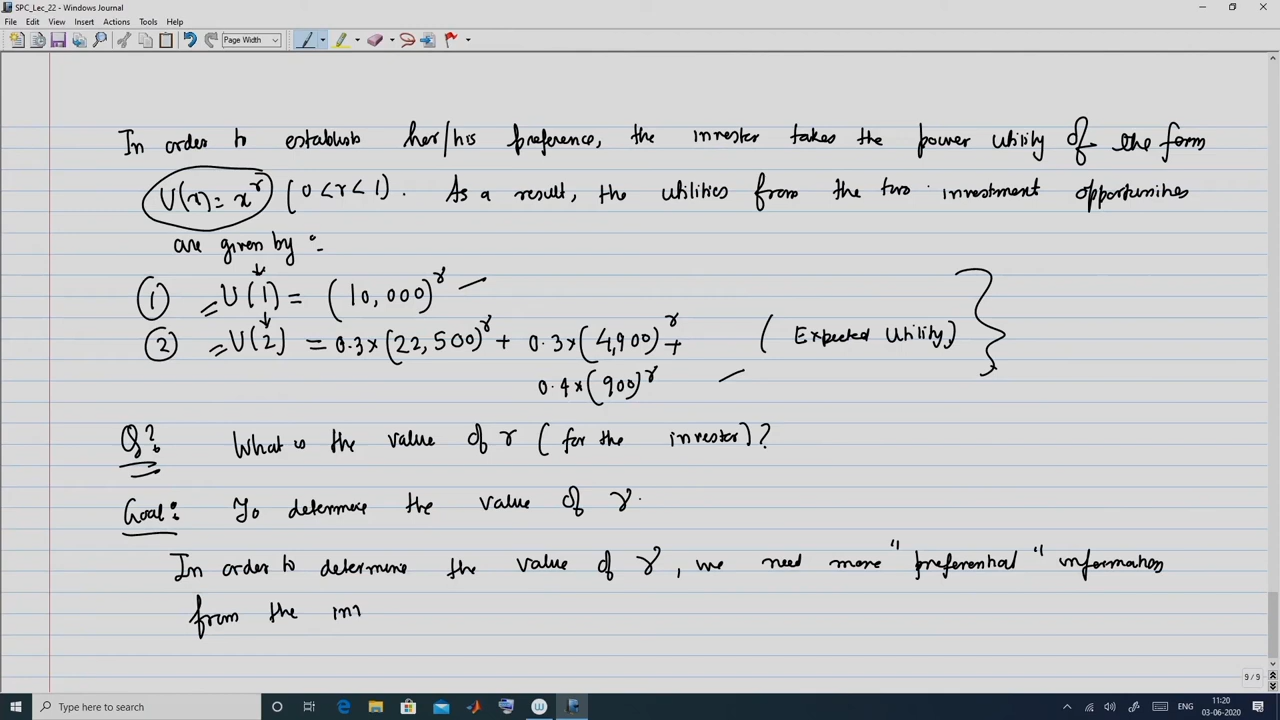 SPC_Lec_22 - Windows Journal
File Edit View Insert Actions Tools Help
Page Width
In order to establish her/his preference, the investor takes the power utility of the form
U(x) = x^r (0 < r < 1). As a result, the utilities from the two investment opportunities
are given by :-
① U(1) = (10,000)^γ
② U(2) = 0.3×(22,500)^γ + 0.3×(4,900)^γ + (Expected Utility)
0.4×(900)^γ
Q? What is the value of γ (for the investor)?
Goal: To determine the value of γ.
In order to determine the value of γ, we need more "preferential" information
from the inv
9 / 9
Type here to search
ENG
11:20
03-06-2020